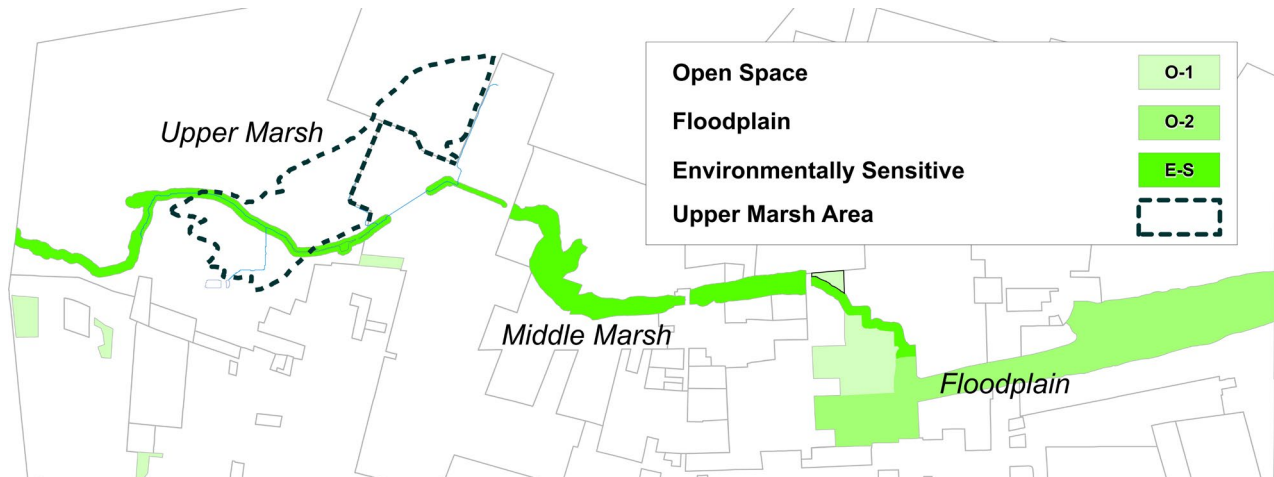 Open Space O-1
Upper Marsh
Floodplain O-2
Environmentally Sensitive E-S
Upper Marsh Area
Middle Marsh
Floodplain